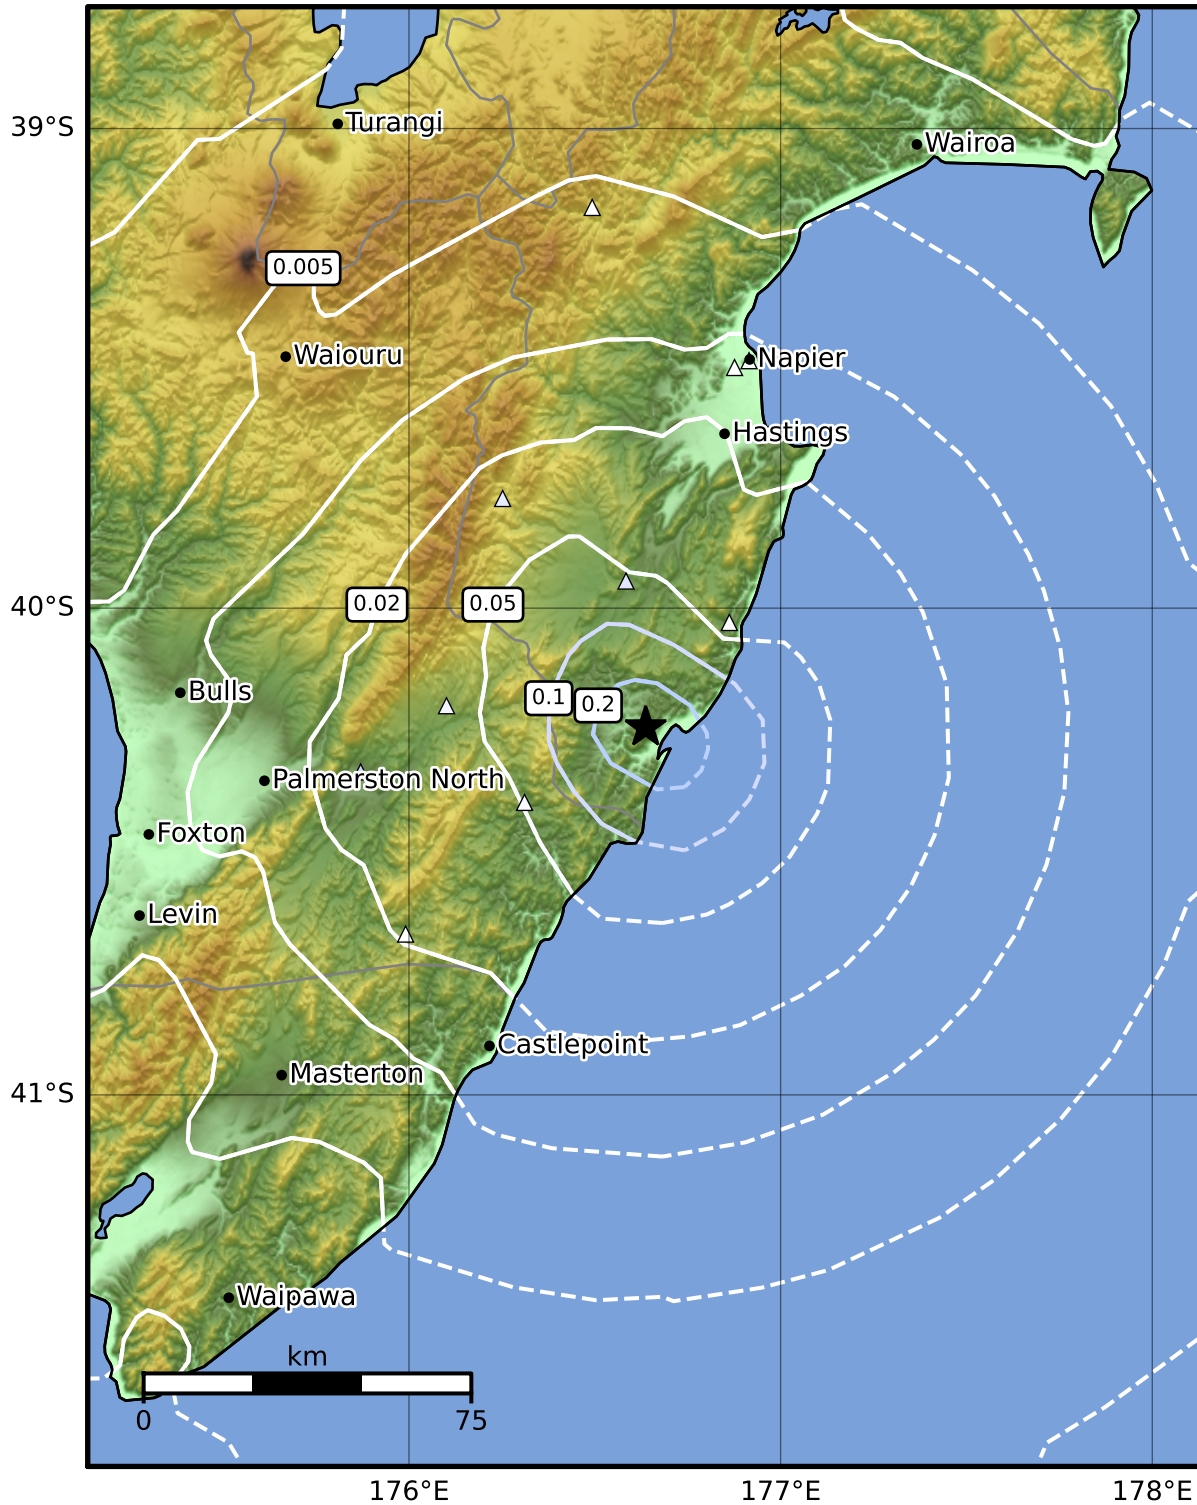 39°S
Turangi
Wairoa
0.005
Waiouru
Napier
Hastings
40°S
0.02
0.05
Bulls
0.1
0.2
Palmerston North
Foxton
Levin
Castlepoint
Masterton
41°S
Waipawa
km
0
75
176°E
177°E
178°E